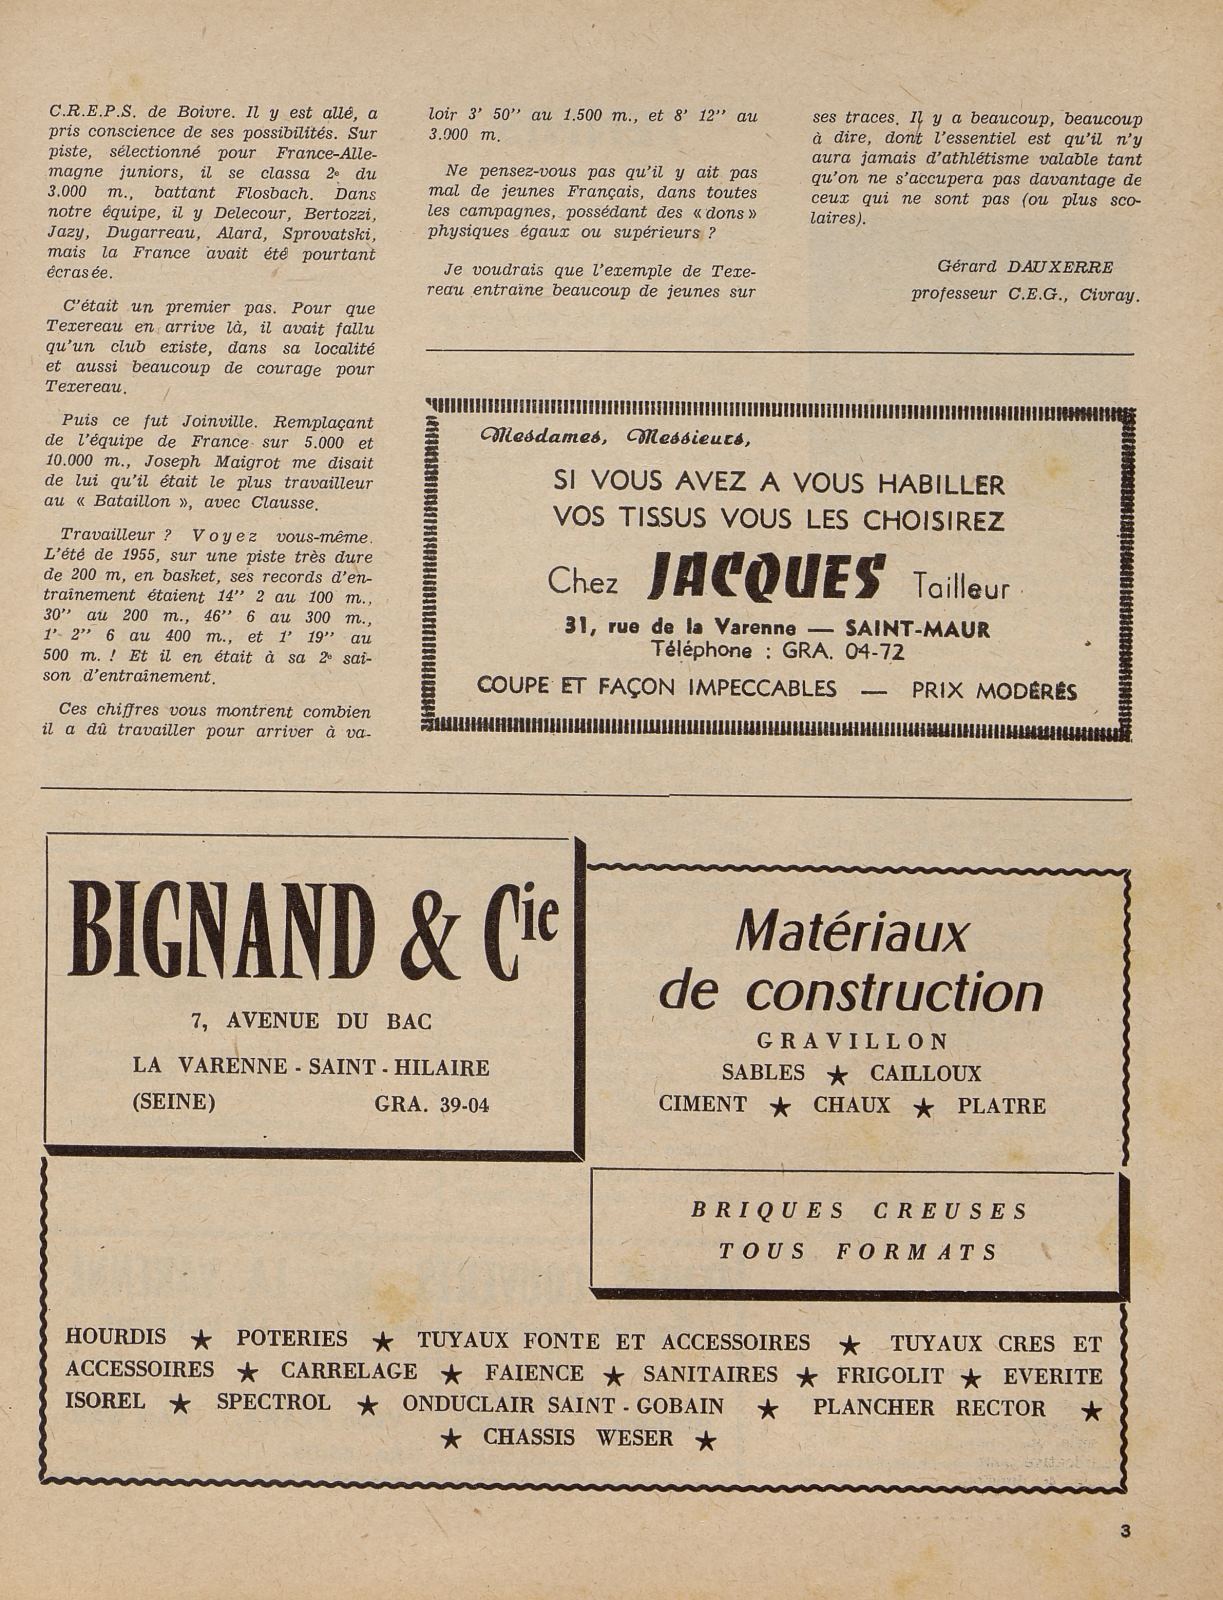 C.R.E.P.S. de Boivre. Il y est allé, a
pris conscience de ses possibilités. Sur
piste, sélectionné pour France-Alle-
magne juniors, il se classa 2e du
3.000 m., battant Flosbach. Dans
notre équipe, il y Delecour, Bertozzi,
Jazy, Dugarreau, Alard, Sprovatski,
mais la France avait été pourtant
écrasée.
C'était un premier pas. Pour que
Texereau en arrive là, il avait fallu
qu'un club existe, dans sa localité
et aussi beaucoup de courage pour
Texereau.
Puis ce fut Joinville. Remplaçant
de l'équipe de France sur 5.000 et
10.000 m., Joseph Maigrot me disait
de lui qu'il était le plus travailleur
au « Bataillon », avec Clausse.
Travailleur ? Voyez vous-même.
L'été de 1955, sur une piste très dure
de 200 m, en basket, ses records d'en-
traînement étaient 14'' 2 au 100 m.,
30'' au 200 m., 46'' 6 au 300 m.,
1' 2'' 6 au 400 m., et 1' 19'' au
500 m. ! Et il en était à sa 2e sai-
son d'entraînement.
Ces chiffres vous montrent combien
il a dû travailler pour arriver à va-
loir 3' 50'' au 1.500 m., et 8' 12'' au
3.000 m.
Ne pensez-vous pas qu'il y ait pas
mal de jeunes Français, dans toutes
les campagnes, possédant des « dons »
physiques égaux ou supérieurs ?
Je voudrais que l'exemple de Texe-
reau entraîne beaucoup de jeunes sur
ses traces. Il y a beaucoup, beaucoup
à dire, dont l'essentiel est qu'il n'y
aura jamais d'athlétisme valable tant
qu'on ne s'accupera pas davantage de
ceux qui ne sont pas (ou plus sco-
laires).
Gérard DAUXERRE
professeur C.E.G., Civray.
Mesdames, Messieurs,
SI VOUS AVEZ A VOUS HABILLER
VOS TISSUS VOUS LES CHOISIREZ
Chez JACQUES Tailleur
31, rue de la Varenne — SAINT-MAUR
Téléphone : GRA. 04-72
COUPE ET FAÇON IMPECCABLES — PRIX MODÉRÉS
BIGNAND & Cie
7, AVENUE DU BAC
LA VARENNE - SAINT - HILAIRE
(SEINE) GRA. 39-04
Matériaux
de construction
GRAVILLON
SABLES ★ CAILLOUX
CIMENT ★ CHAUX ★ PLATRE
BRIQUES CREUSES
TOUS FORMATS
HOURDIS ★ POTERIES ★ TUYAUX FONTE ET ACCESSOIRES ★ TUYAUX CRES ET
ACCESSOIRES ★ CARRELAGE ★ FAIENCE ★ SANITAIRES ★ FRIGOLIT ★ EVERITE
ISOREL ★ SPECTROL ★ ONDUCLAIR SAINT - GOBAIN ★ PLANCHER RECTOR ★
★ CHASSIS WESER ★
3